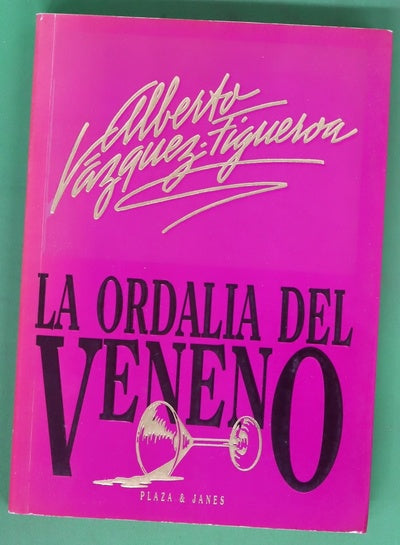 Alberto
Vázquez-Figueroa
LA ORDALIA DEL
VENENO
PLAZA & JANES